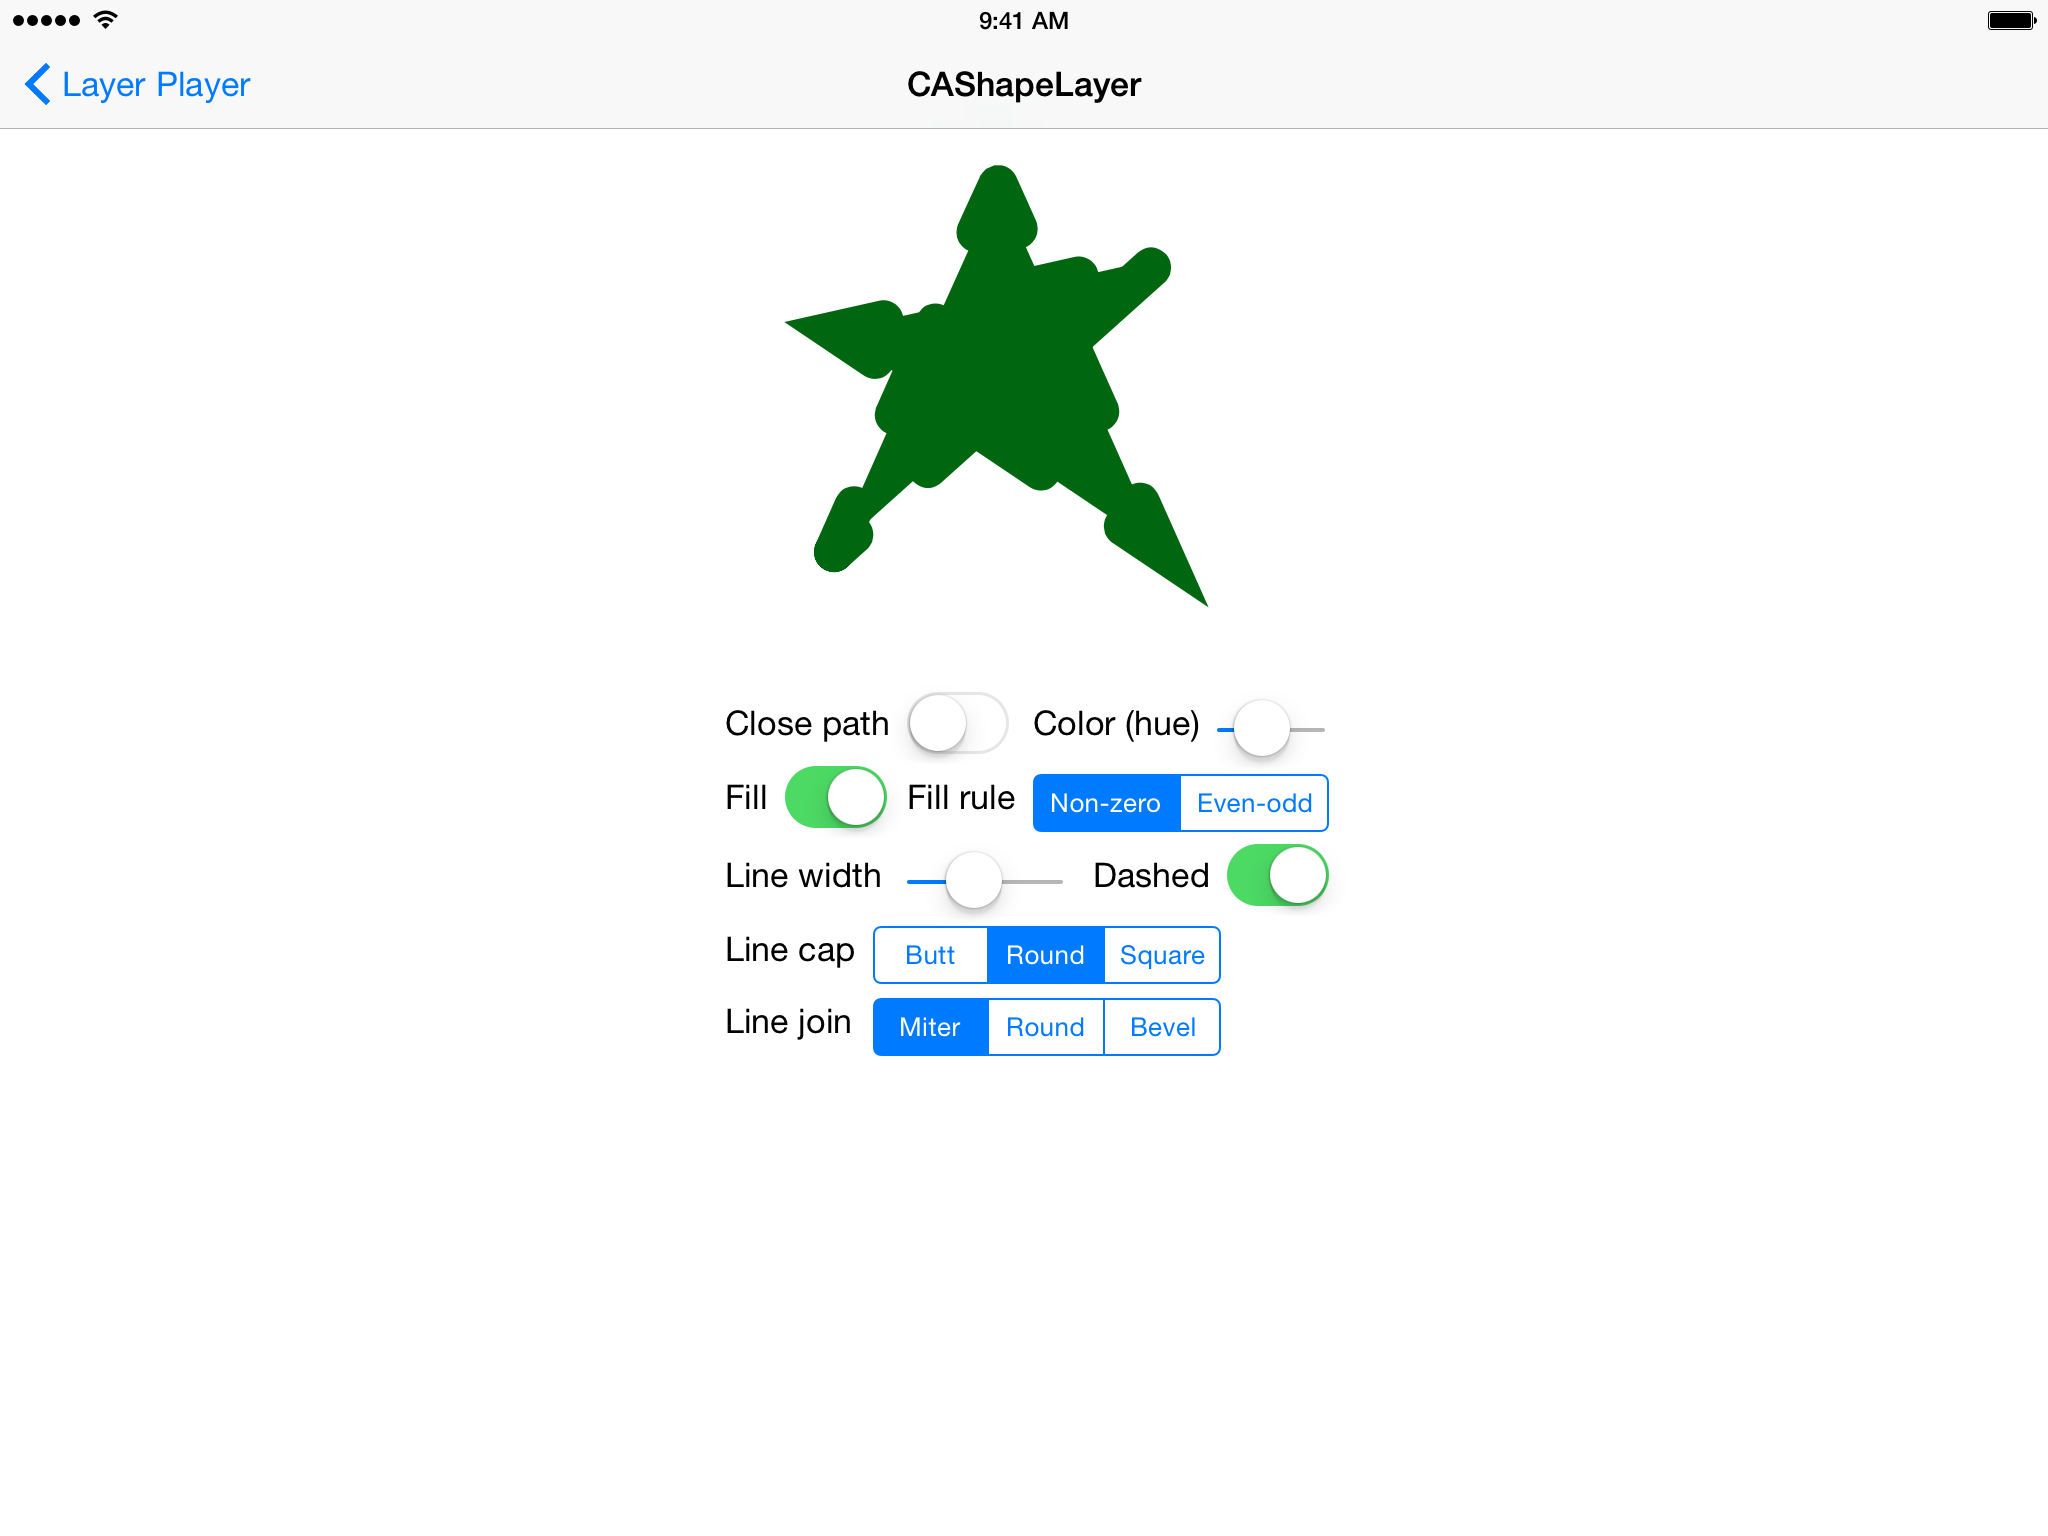 9:41 AM
Layer Player
CAShapeLayer
Close path
Color (hue)
Fill
Fill rule
Non-zero
Even-odd
Line width
Dashed
Line cap
Butt
Round
Square
Line join
Miter
Round
Bevel